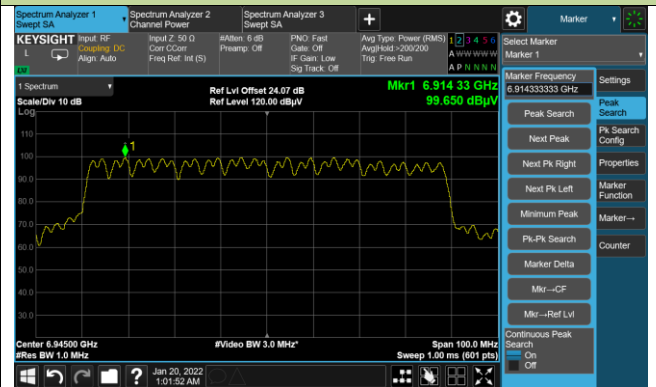 Spectrum Analyzer 1
Swept SA
Spectrum Analyzer 2
Channel Power
Spectrum Analyzer 3
Swept SA
+
Marker
KEYSIGHT
L
Input: RF
Coupling: DC
Align: Auto
Input Z: 50 Ω
Corr CCorr
Freq Ref: Int (S)
#Atten: 6 dB
Preamp: Off
PNO: Fast
Gate: Off
IF Gain: Low
Sig Track: Off
Avg Type: Power (RMS)
Avg|Hold:>200/200
Trig: Free Run
1 2 3 4 5 6
A W W W W W
A P N N N N
Select Marker
Marker 1
1 Spectrum
Scale/Div 10 dB
Log
Ref Lvl Offset 24.07 dB
Ref Level 120.00 dBµV
Mkr1 6.914 33 GHz
99.650 dBµV
110
100
90.0
80.0
70.0
60.0
50.0
40.0
30.0
1
Center 6.94500 GHz
#Res BW 1.0 MHz
#Video BW 3.0 MHz*
Span 100.0 MHz
Sweep 1.00 ms (601 pts)
Marker Frequency
6.914333333 GHz
Peak Search
Next Peak
Next Pk Right
Next Pk Left
Minimum Peak
Pk-Pk Search
Marker Delta
Mkr→CF
Mkr→Ref Lvl
Continuous Peak
Search
On
Off
Settings
Peak
Search
Pk Search
Config
Properties
Marker
Function
Marker→
Counter
?
Jan 20, 2022
1:01:52 AM